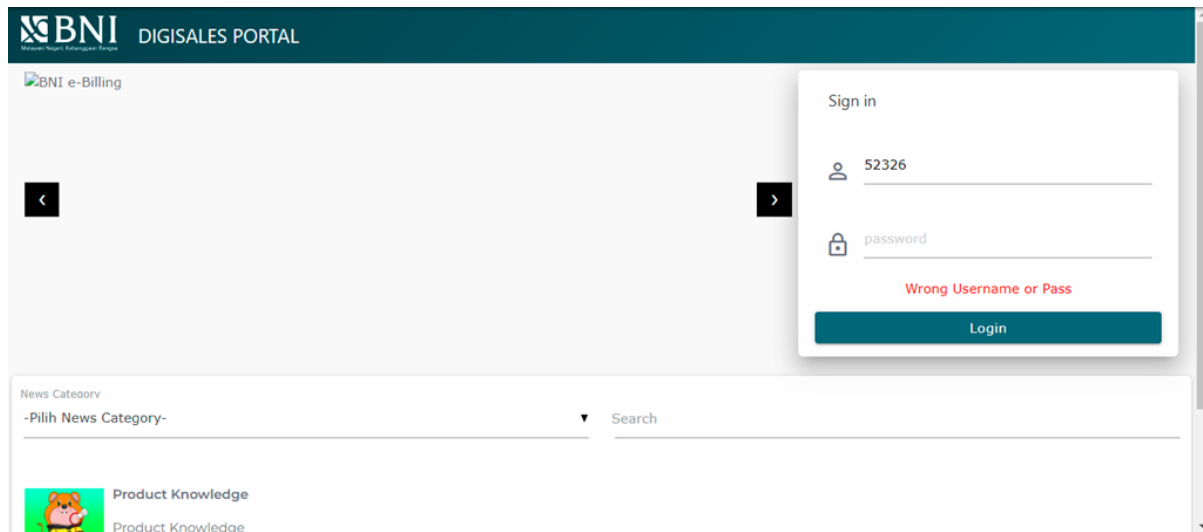 BNI
Melayani Negeri, Kebanggaan Bangsa
DIGISALES PORTAL
BNI e-Billing
‹
›
Sign in
52326
password
Wrong Username or Pass
Login
News Category
-Pilih News Category-
Search
Product Knowledge
Product Knowledge